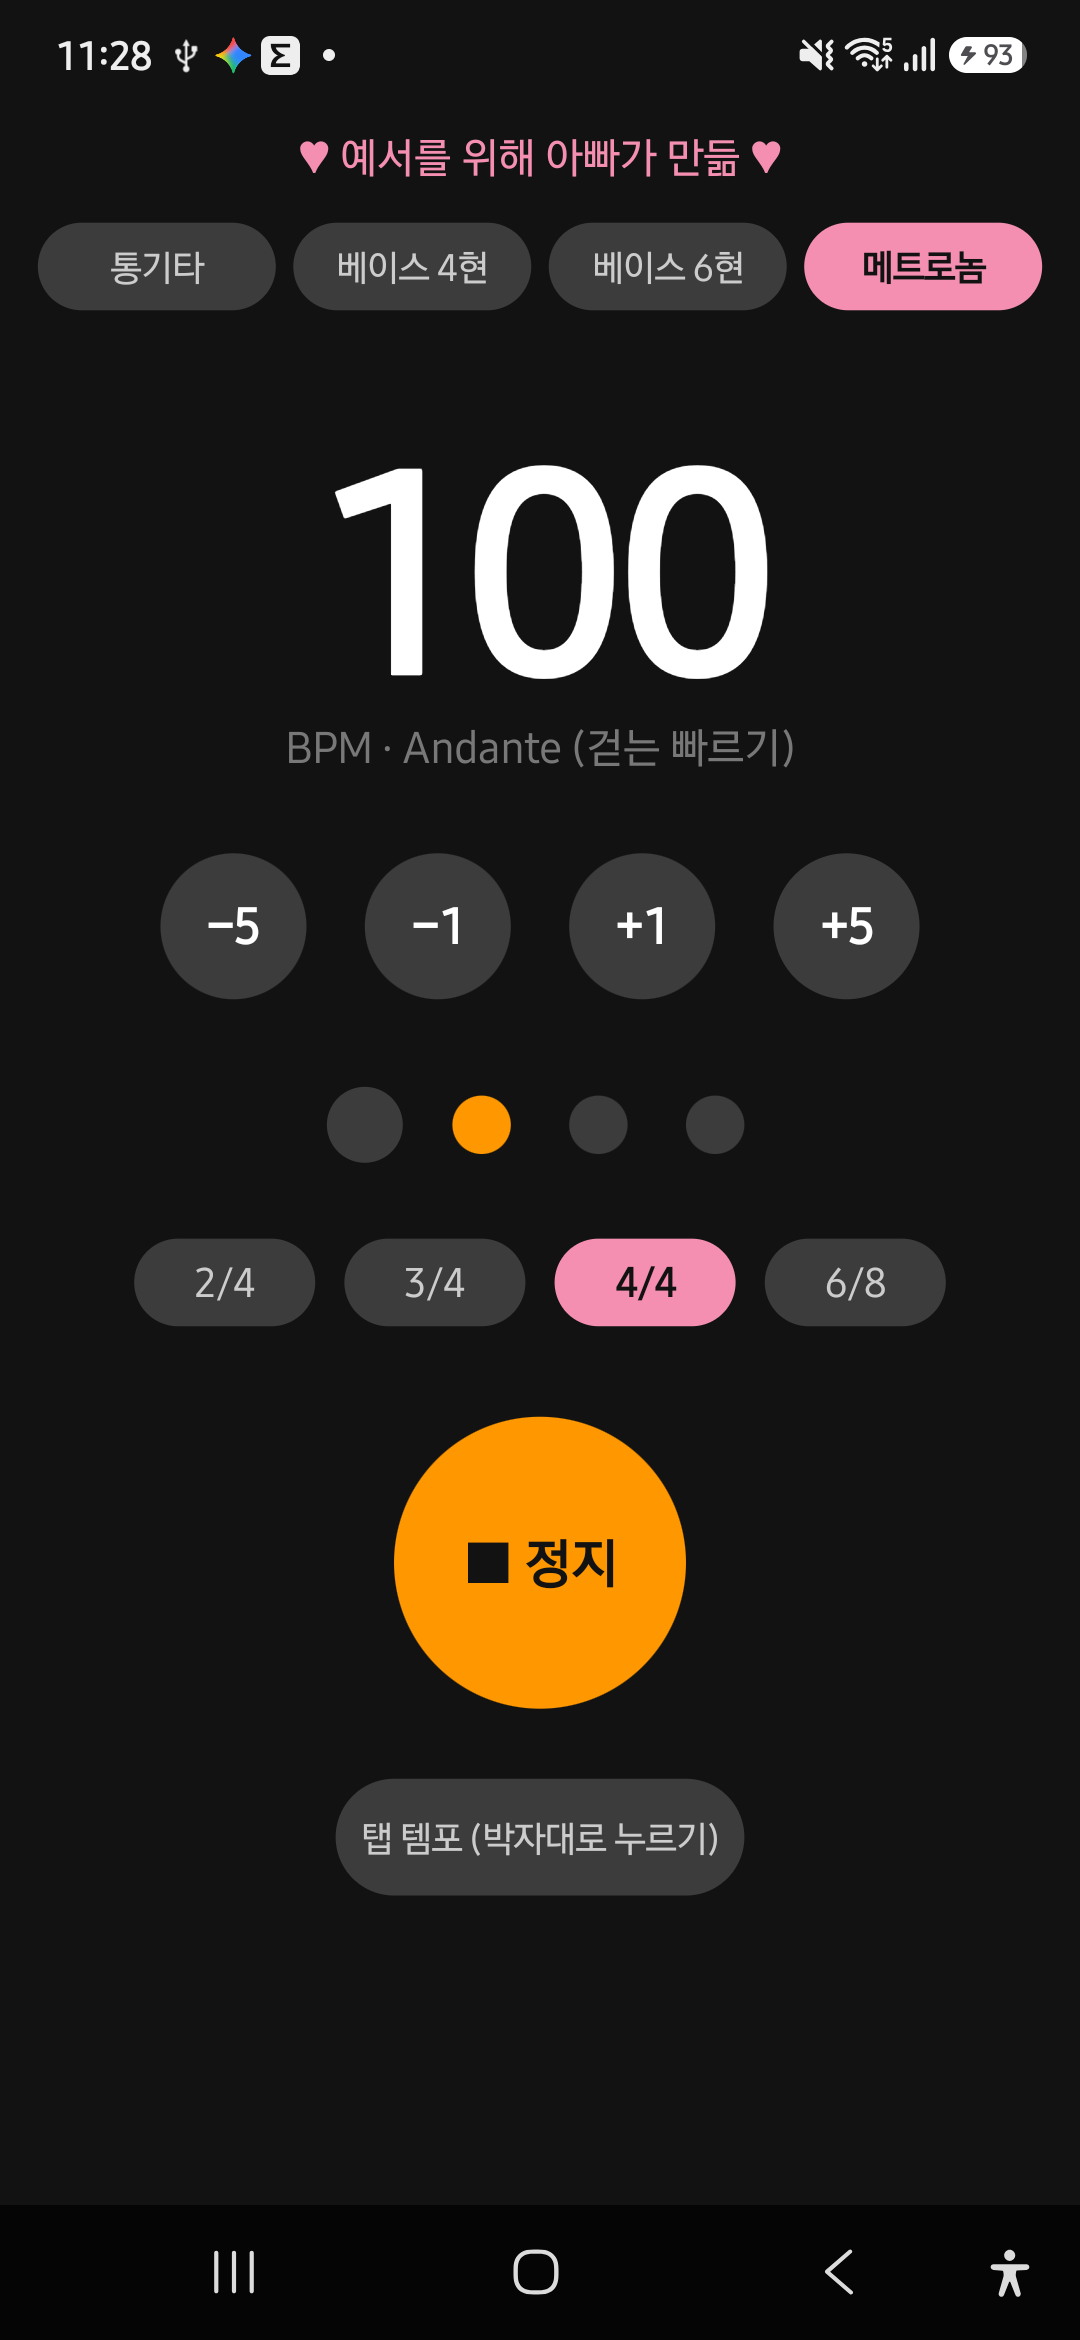 11:28
5
93
♥ 예서를 위해 아빠가 만듦 ♥
통기타 베이스 4현 베이스 6현 메트로놈
100
BPM · Andante (걷는 빠르기)
−5 −1 +1 +5
2/4 3/4 4/4 6/8
■ 정지
탭 템포 (박자대로 누르기)